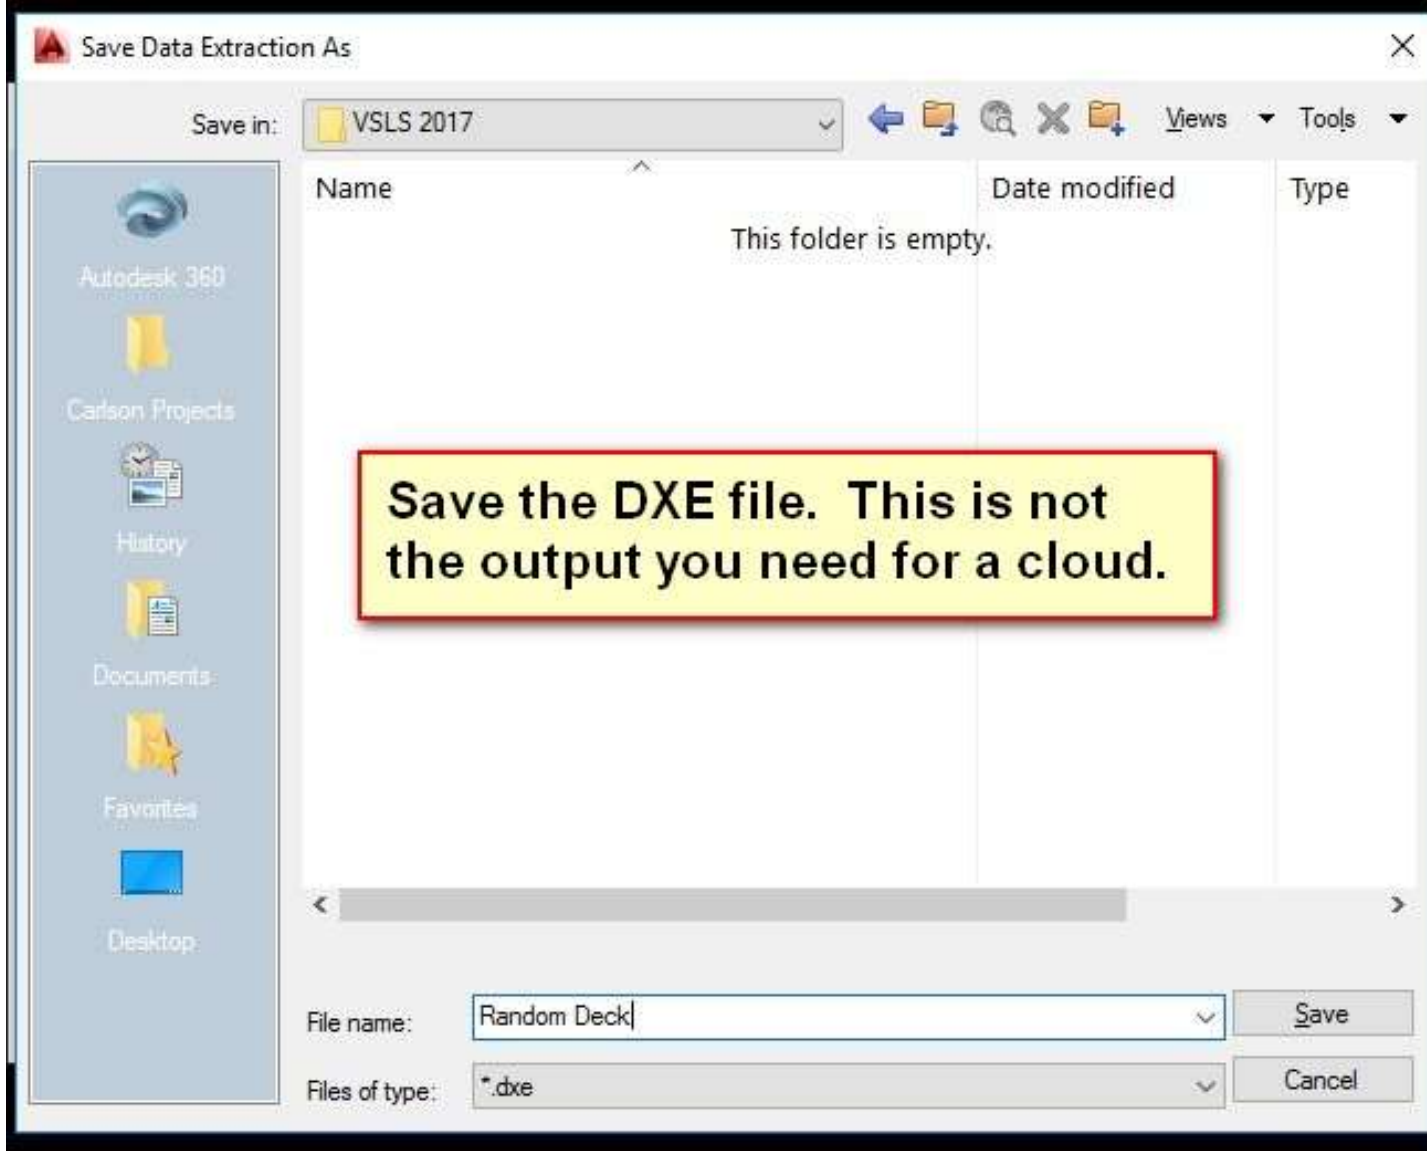 Save Data Extraction As
Save in:
VSLS 2017
Views
Tools
Name
Date modified
Type
This folder is empty.
Autodesk 360
Carlson Projects
History
Documents
Favorites
Desktop
Save the DXE file.  This is not
the output you need for a cloud.
File name:
Random Deck
Save
Files of type:
*.dxe
Cancel